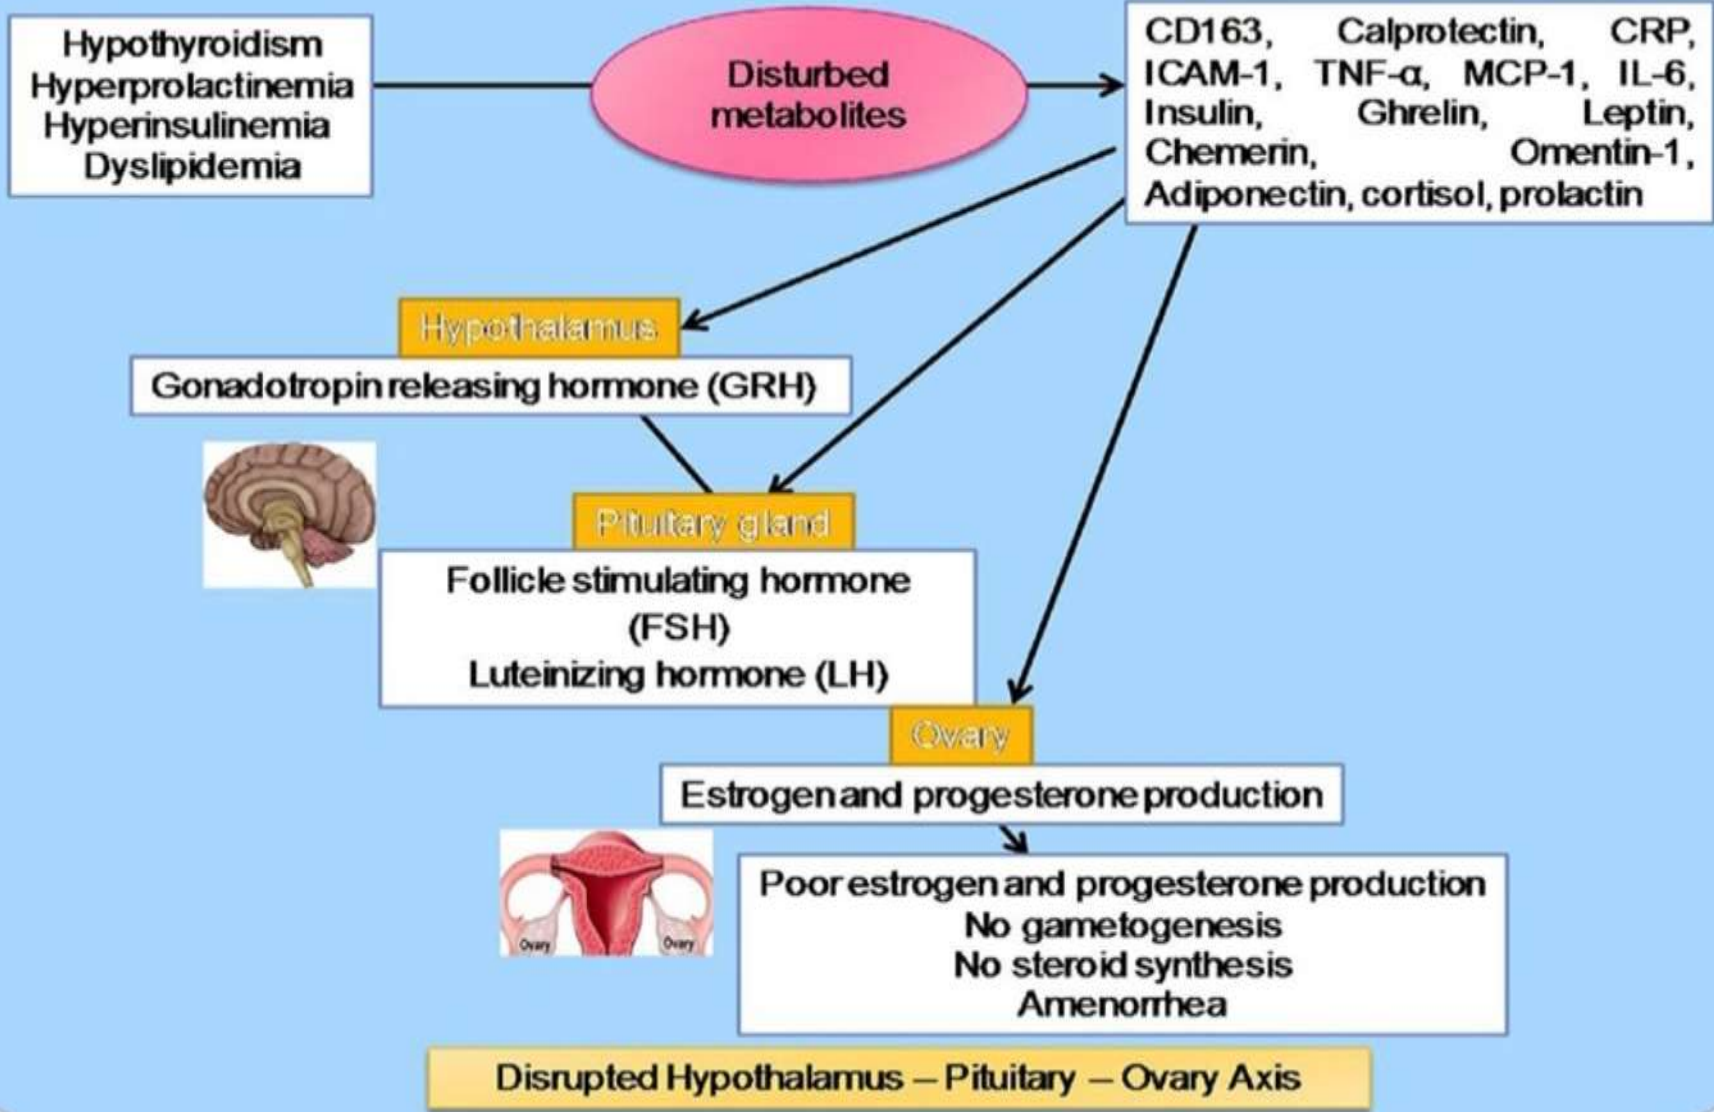 Hypothyroidism
Hyperprolactinemia
Hyperinsulinemia
Dyslipidemia
Disturbed
metabolites
CD163, Calprotectin, CRP,
ICAM-1, TNF-α, MCP-1, IL-6,
Insulin, Ghrelin, Leptin,
Chemerin, Omentin-1,
Adiponectin, cortisol, prolactin
Hypothalamus
Gonadotropin releasing hormone (GRH)
Pituitary gland
Follicle stimulating hormone
(FSH)
Luteinizing hormone (LH)
Ovary
Estrogen and progesterone production
Ovary
Ovary
Poor estrogen and progesterone production
No gametogenesis
No steroid synthesis
Amenorrhea
Disrupted Hypothalamus – Pituitary – Ovary Axis